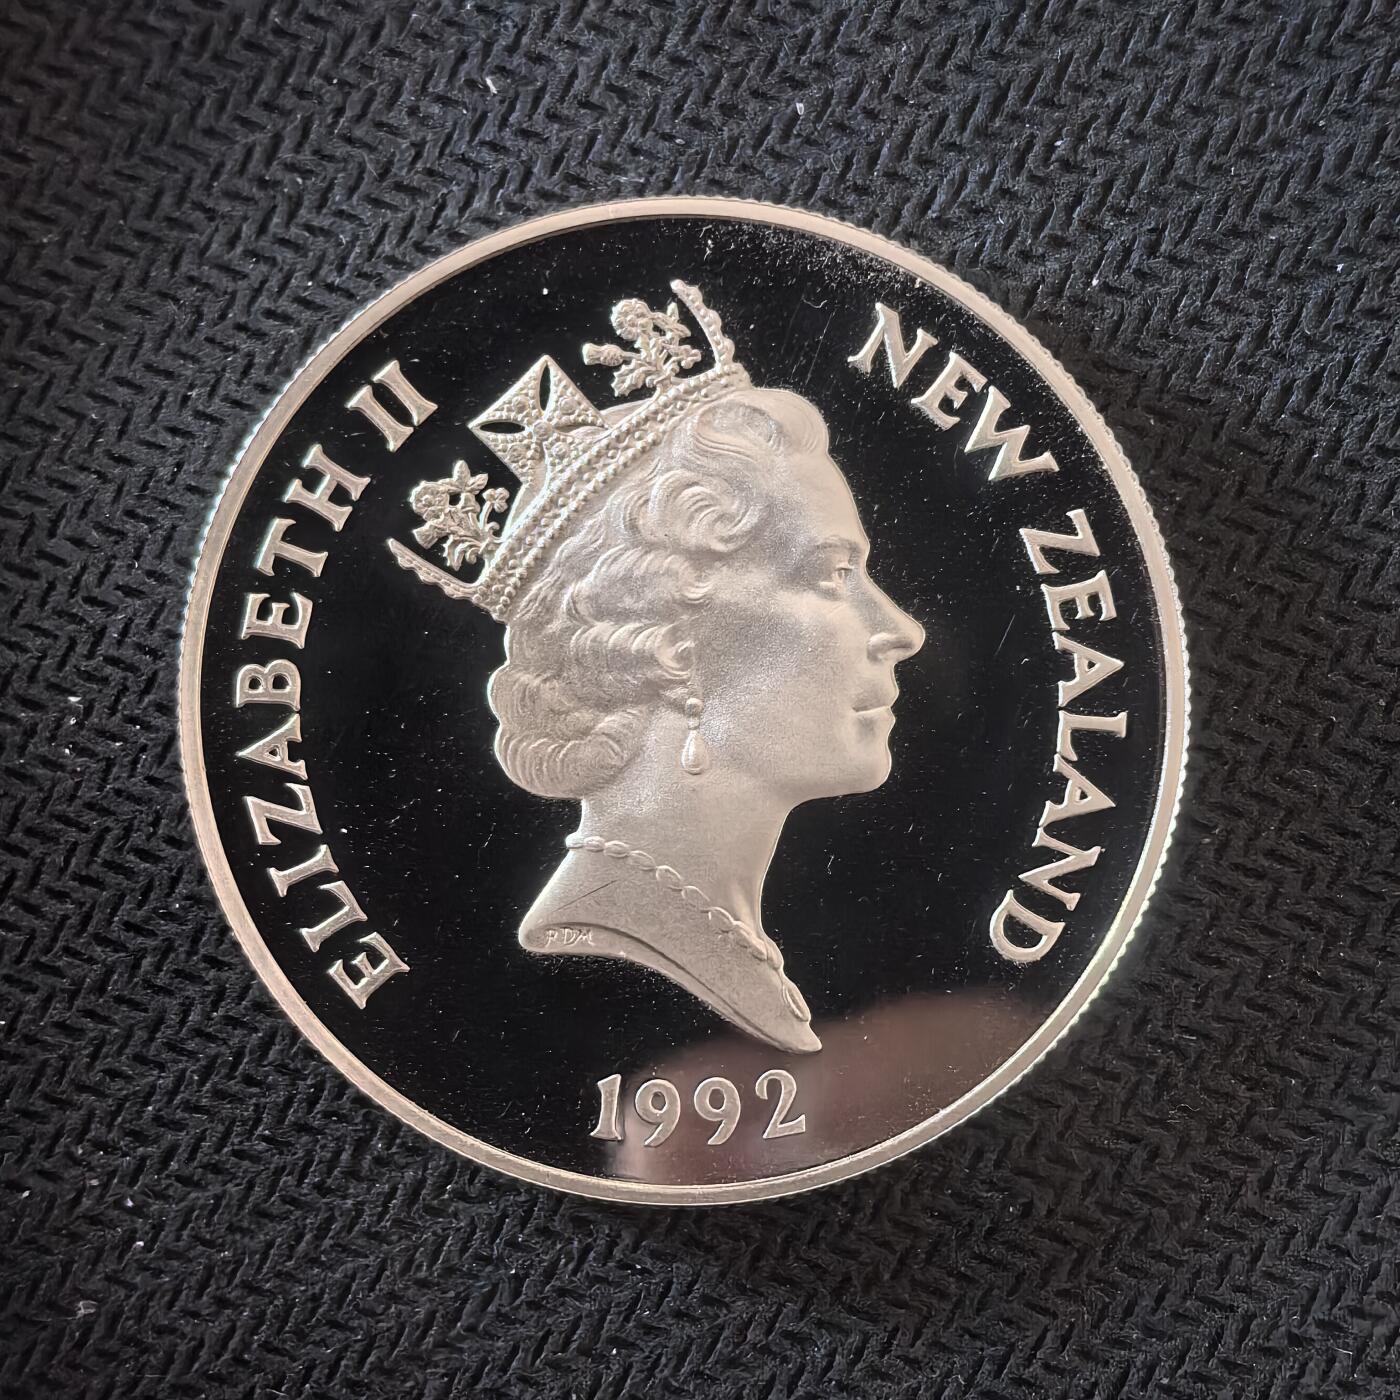 ELIZABETH II
NEW ZEALAND
RDM
1992